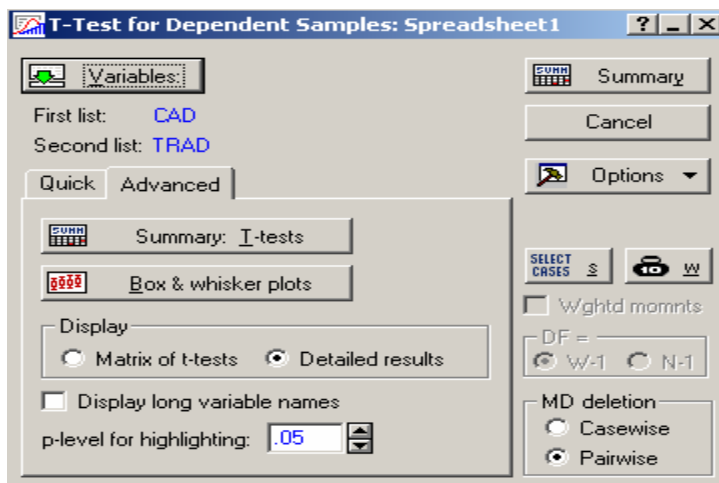 T-Test for Dependent Samples: Spreadsheet1
Variables:
First list: CAD
Second list: TRAD
Quick Advanced
SUMM Summary: T-tests
Box & whisker plots
Display
Matrix of t-tests Detailed results
Display long variable names
p-level for highlighting: .05
SUMM Summary
Cancel
Options
SELECT CASES S W
Wghtd momnts
DF =
W-1 N-1
MD deletion
Casewise
Pairwise